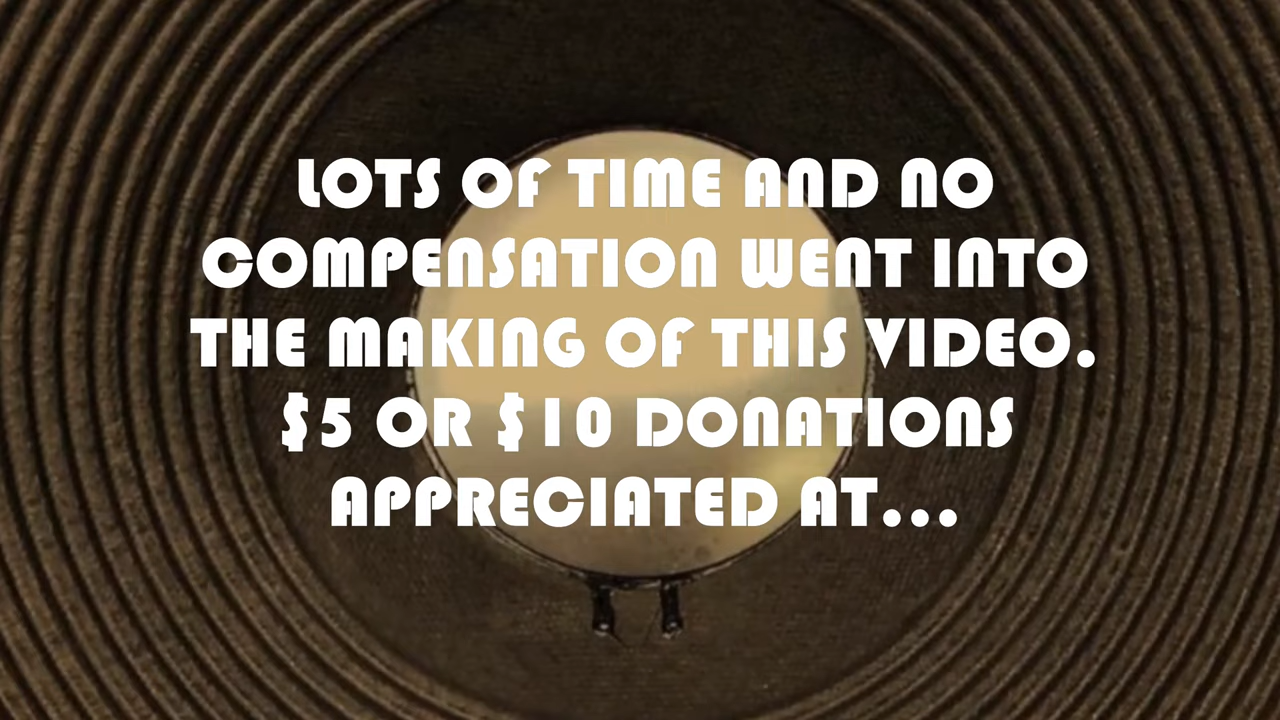 LOTS OF TIME AND NO
COMPENSATION WENT INTO
THE MAKING OF THIS VIDEO.
$5 OR $10 DONATIONS
APPRECIATED AT...